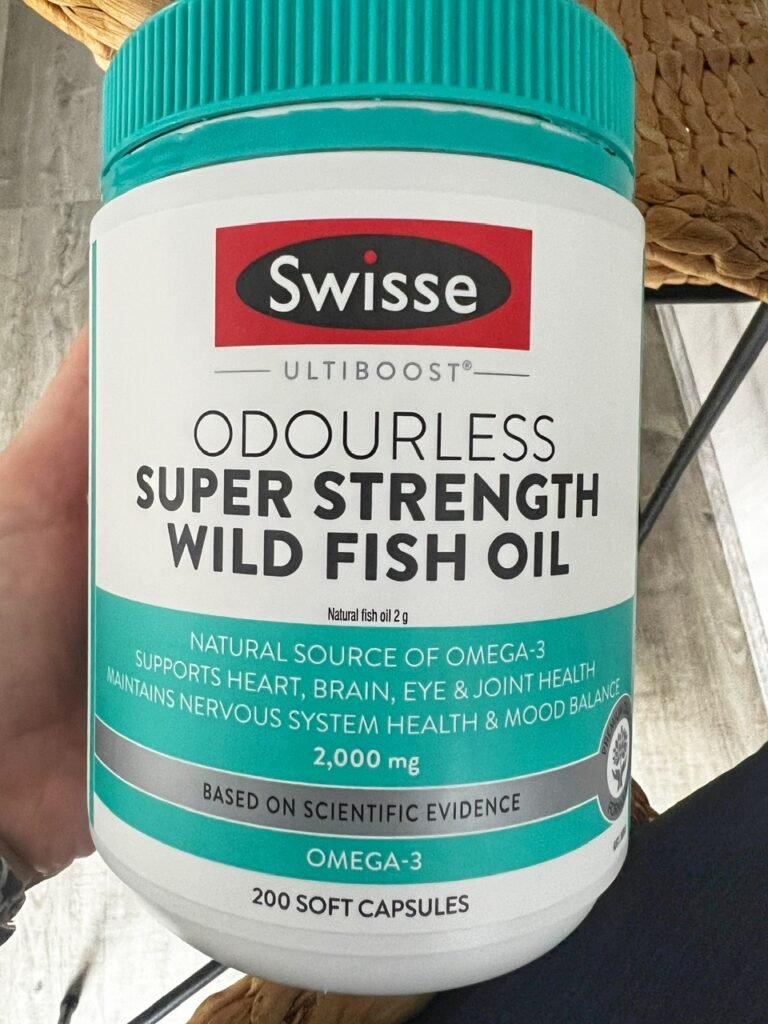 Swisse
ULTIBOOST®
ODOURLESS
SUPER STRENGTH
WILD FISH OIL
Natural fish oil 2 g
NATURAL SOURCE OF OMEGA-3
SUPPORTS HEART, BRAIN, EYE & JOINT HEALTH
MAINTAINS NERVOUS SYSTEM HEALTH & MOOD BALANCE
2,000 mg
BASED ON SCIENTIFIC EVIDENCE
OMEGA-3
200 SOFT CAPSULES